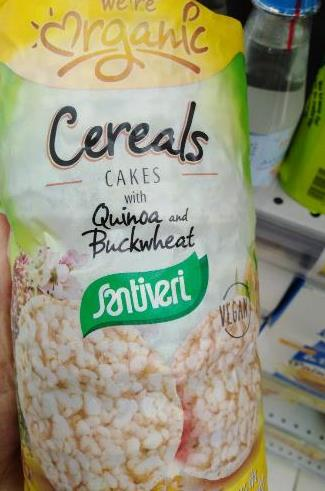 we're
Organic
Cereals
CAKES
with
Quinoa and
Buckwheat
Santiveri
VEGAN